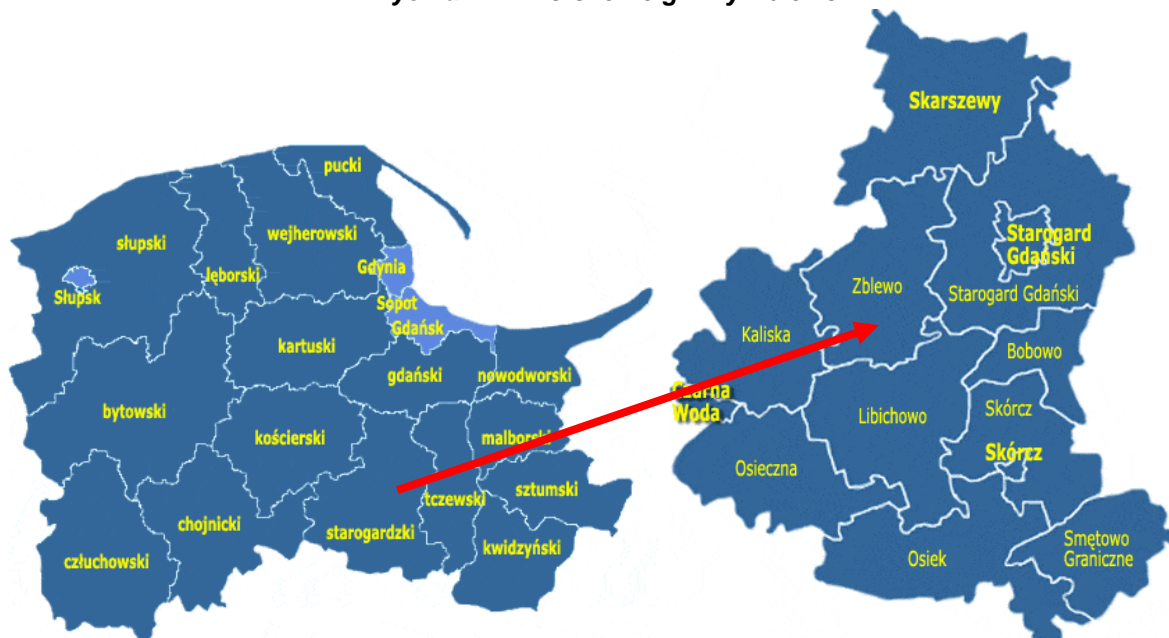 pucki
słupski
wejherowski
lęborski
Gdynia
Słupsk
Sopot
Gdańsk
kartuski
gdański
nowodworski
bytowski
kościerski
malborski
tczewski
sztumski
chojnicki
starogardzki
kwidzyński
człuchowski
Skarszewy
Starogard
Gdański
Zblewo
Starogard Gdański
Kaliska
Bobowo
Czarna
Woda
Libichowo
Skórcz
Skórcz
Osieczna
Osiek
Smętowo
Graniczne